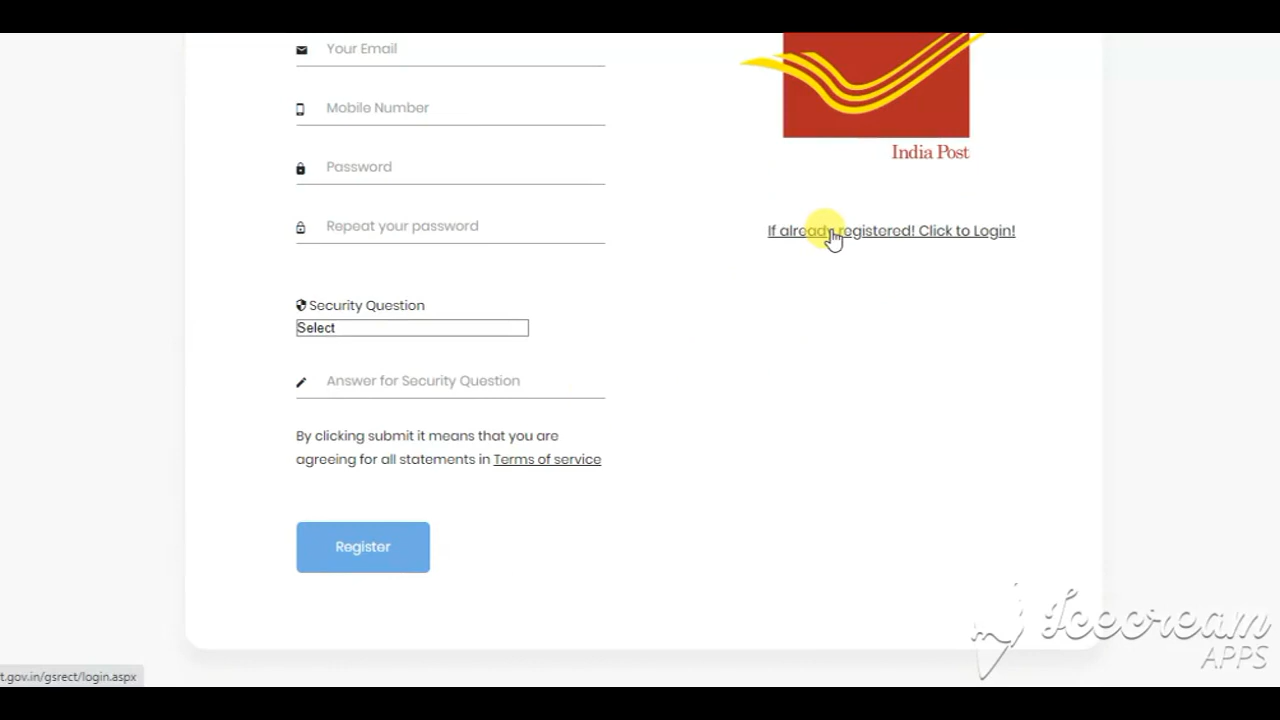 Your Email
Mobile Number
Password
Repeat your password
Security Question
Select
Answer for Security Question
By clicking submit it means that you are
agreeing for all statements in Terms of service
Register
India Post
If already registered! Click to Login!
Icecream
APPS
t.gov.in/gsrect/login.aspx